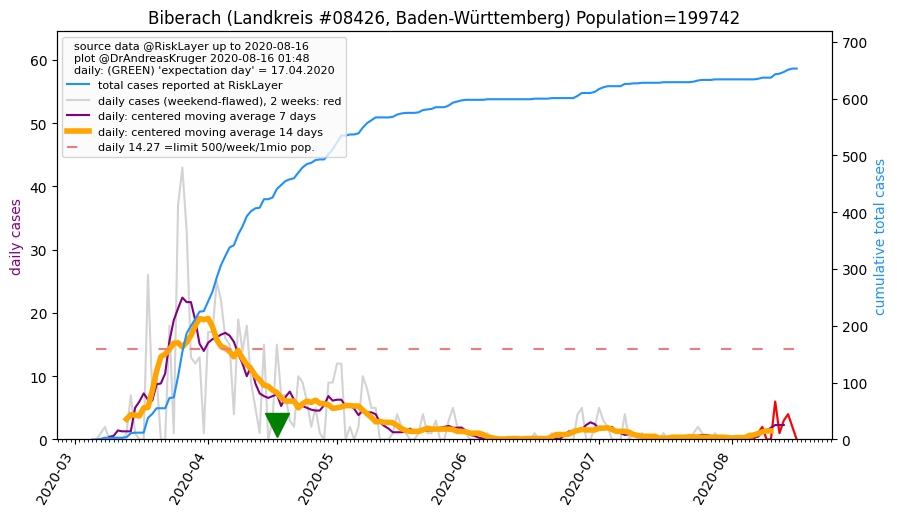 Biberach (Landkreis #08426, Baden-Württemberg) Population=199742
source data @RiskLayer up to 2020-08-16
plot @DrAndreasKruger 2020-08-16 01:48
daily: (GREEN) 'expectation day' = 17.04.2020
total cases reported at RiskLayer
daily cases (weekend-flawed), 2 weeks: red
daily: centered moving average 7 days
daily: centered moving average 14 days
daily 14.27 =limit 500/week/1mio pop.
daily cases
60
50
40
30
20
10
0
cumulative total cases
700
600
500
400
300
200
100
0
2020-03
2020-04
2020-05
2020-06
2020-07
2020-08